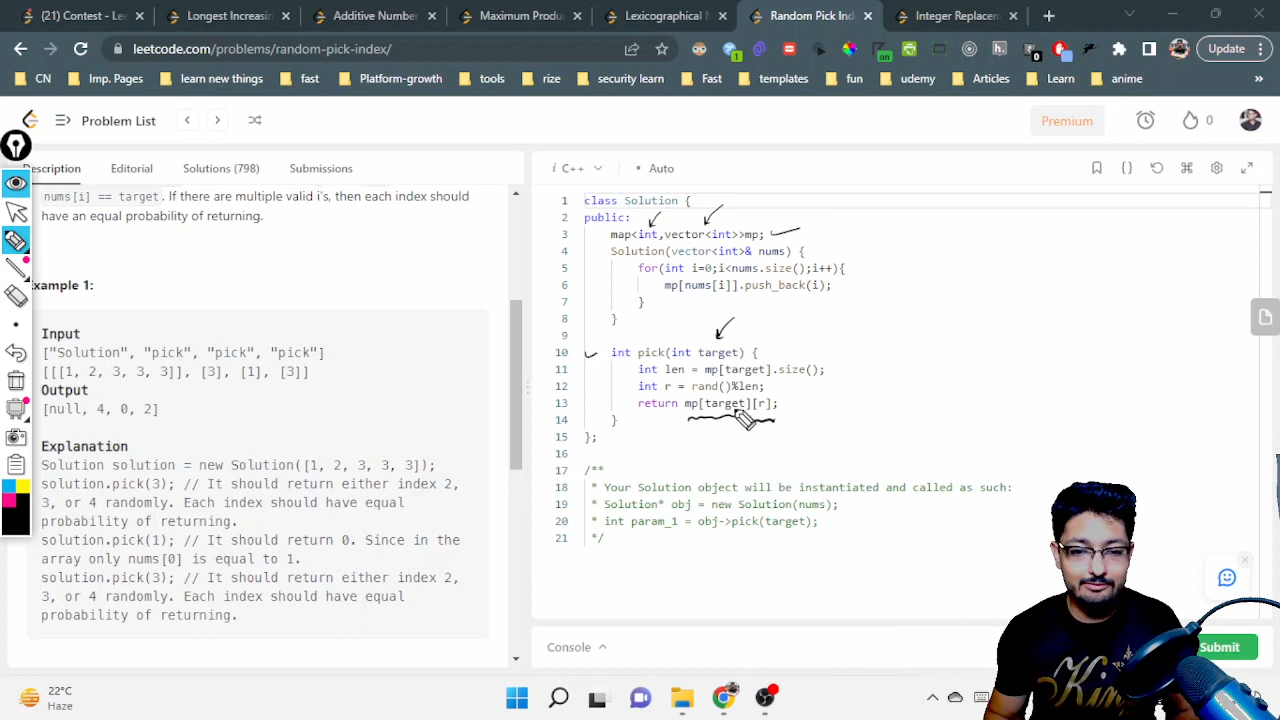 (21) Contest - Le
Longest Increasin
Additive Number
Maximum Produ
Lexicographical N
Random Pick Ind
Integer Replacem
leetcode.com/problems/random-pick-index/
Update
CN
Imp. Pages
learn new things
fast
Platform-growth
tools
rise
security learn
Fast
templates
fun
udemy
Articles
Learn
anime
Problem List
Premium
0
Description
Editorial
Solutions (798)
Submissions
C++
Auto
nums[i] == target. If there are multiple valid i's, then each index should
have an equal probability of returning.
Example 1:
Input
["Solution", "pick", "pick", "pick"]
[[[1, 2, 3, 3, 3]], [3], [1], [3]]
Output
[null, 4, 0, 2]
Explanation
Solution solution = new Solution([1, 2, 3, 3, 3]);
solution.pick(3); // It should return either index 2,
3, or 4 randomly. Each index should have equal
probability of returning.
solution.pick(1); // It should return 0. Since in the
array only nums[0] is equal to 1.
solution.pick(3); // It should return either index 2,
3, or 4 randomly. Each index should have equal
probability of returning.
1 class Solution {
2 public:
3 map<int,vector<int>>mp;
4 Solution(vector<int>& nums) {
5 for(int i=0;i<nums.size();i++){
6 mp[nums[i]].push_back(i);
7 }
8 }
9
10 int pick(int target) {
11 int len = mp[target].size();
12 int r = rand()%len;
13 return mp[target][r];
14 }
15 };
16
17 /**
18 * Your Solution object will be instantiated and called as such:
19 * Solution* obj = new Solution(nums);
20 * int param_1 = obj->pick(target);
21 */
Console
Submit
22°C
Haze